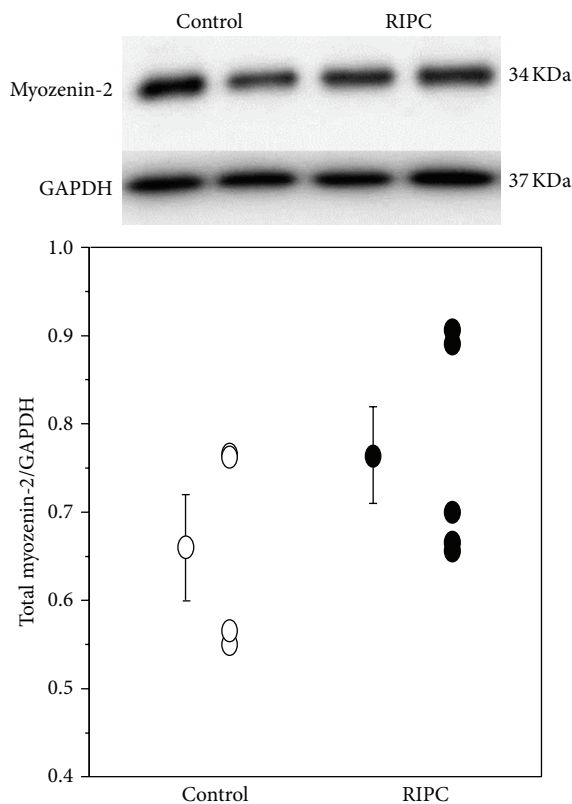 Control RIPC
Myozenin-2 34 KDa
GAPDH 37 KDa
1.0
0.9
0.8
0.7
0.6
0.5
0.4
Total myozenin-2/GAPDH
Control RIPC